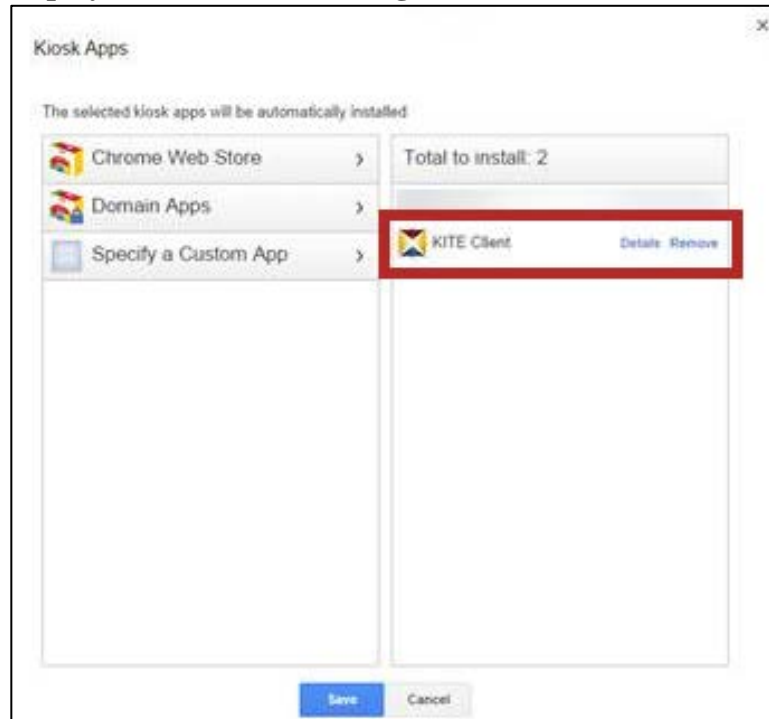 ×
Kiosk Apps
The selected kiosk apps will be automatically installed
Chrome Web Store >
Domain Apps >
Specify a Custom App >
Total to install: 2
KITE Client Details Remove
Save Cancel